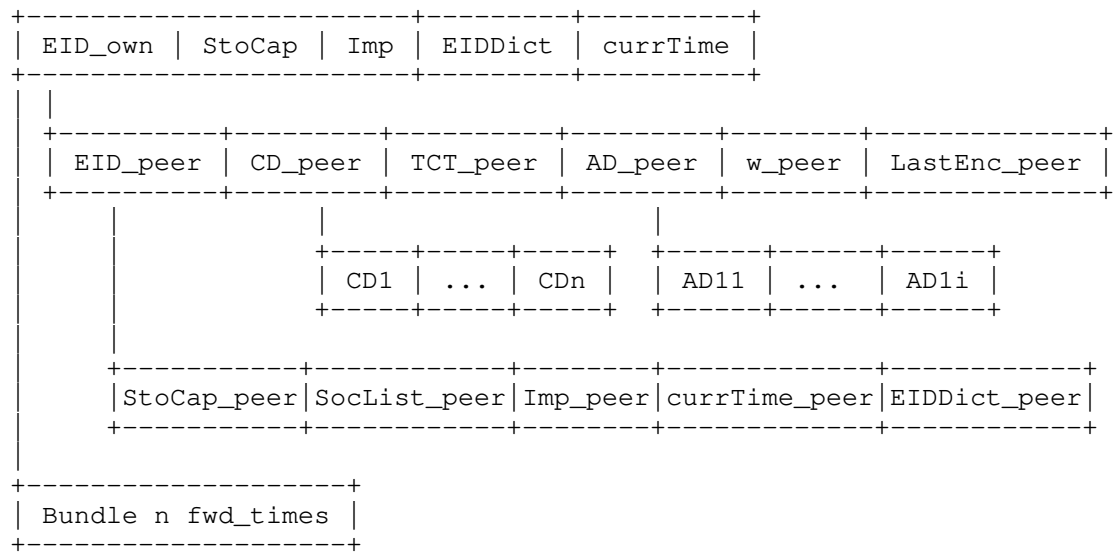 EID_own | StoCap | Imp | EIDDict | currTime
EID_peer | CD_peer | TCT_peer | AD_peer | w_peer | LastEnc_peer
CD1 | ... | CDn | | AD11 | ... | AD1i
StoCap_peer|SocList_peer|Imp_peer|currTime_peer|EIDDict_peer
Bundle n fwd_times